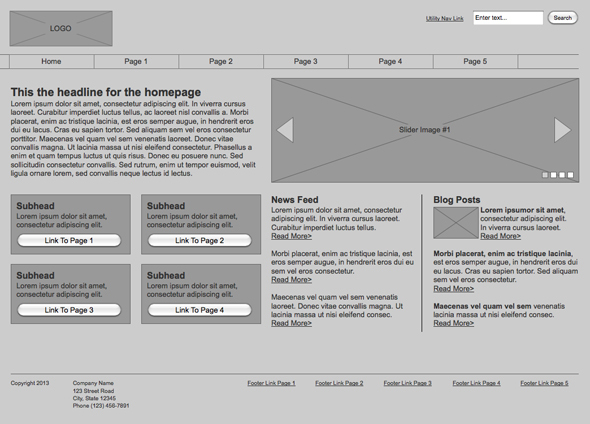 LOGO
Utility Nav Link
Enter text...
Search
Home
Page 1
Page 2
Page 3
Page 4
Page 5
This the headline for the homepage
Lorem ipsum dolor sit amet, consectetur adipiscing elit. In viverra cursus
laoreet. Curabitur imperdiet luctus tellus, ac laoreet nisl convallis a. Morbi
placerat, enim ac tristique lacinia, est eros semper augue, in hendrerit eros
dui eu lacus. Cras eu sapien tortor. Sed aliquam sem vel eros consectetur
porttitor. Maecenas vel quam vel sem venenatis laoreet. Donec vitae
convallis magna. Ut lacinia massa ut nisi eleifend consectetur. Phasellus a
enim et quam tempus luctus ut quis risus. Donec eu posuere nunc. Sed
sollicitudin consectetur convallis. Sed rutrum, enim ut tempor euismod, velit
ligula ornare lorem, sed convallis neque lectus id lectus.
Slider Image #1
Subhead
Lorem ipsum dolor sit amet,
consectetur adipiscing elit.
Link To Page 1
Subhead
Lorem ipsum dolor sit amet,
consectetur adipiscing elit.
Link To Page 2
Subhead
Lorem ipsum dolor sit amet,
consectetur adipiscing elit.
Link To Page 3
Subhead
Lorem ipsum dolor sit amet,
consectetur adipiscing elit.
Link To Page 4
News Feed
Lorem ipsum dolor sit amet, consectetur
adipiscing elit. In viverra cursus laoreet.
Curabitur imperdiet luctus tellus.
Read More>
Morbi placerat, enim ac tristique lacinia,
est eros semper augue, in hendrerit eros dui eu
sem vel eros consectetur.
Read More>
Maecenas vel quam vel sem venenatis
laoreet. Donec vitae convallis magna. Ut
lacinia massa ut nisi eleifend consec.
Read More>
Blog Posts
Lorem ipsumor sit amet,
consectetur adipiscing elit.
In viverra cursus laoreet.
Read More>
Morbi placerat, enim ac tristique lacinia,
est eros semper augue, in hendrerit eros dui
eu lacus. Cras eu sapien tortor. Sed aliquam
sem vel eros consectetur.
Read More>
Maecenas vel quam vel sem venenatis
lacinia massa ut nisi eleifend consec.
Read More>
Copyright 2013
Company Name
123 Street Road
City, State 12345
Phone (123) 456-7891
Footer Link Page 1
Footer Link Page 2
Footer Link Page 3
Footer Link Page 4
Footer Link Page 5